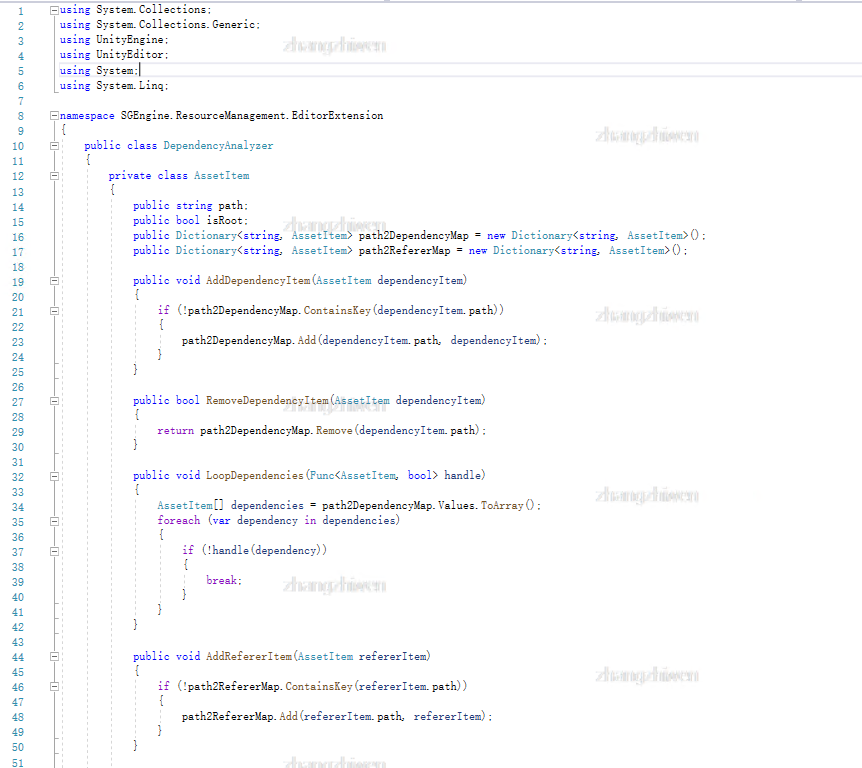 1 using System.Collections;
2 using System.Collections.Generic;
3 using UnityEngine;
4 using UnityEditor;
5 using System;
6 using System.Linq;
7
8 namespace SGEngine.ResourceManagement.EditorExtension
9 {
10 public class DependencyAnalyzer
11 {
12 private class AssetItem
13 {
14 public string path;
15 public bool isRoot;
16 public Dictionary<string, AssetItem> path2DependencyMap = new Dictionary<string, AssetItem>();
17 public Dictionary<string, AssetItem> path2RefererMap = new Dictionary<string, AssetItem>();
18
19 public void AddDependencyItem(AssetItem dependencyItem)
20 {
21 if (!path2DependencyMap.ContainsKey(dependencyItem.path))
22 {
23 path2DependencyMap.Add(dependencyItem.path, dependencyItem);
24 }
25 }
26
27 public bool RemoveDependencyItem(AssetItem dependencyItem)
28 {
29 return path2DependencyMap.Remove(dependencyItem.path);
30 }
31
32 public void LoopDependencies(Func<AssetItem, bool> handle)
33 {
34 AssetItem[] dependencies = path2DependencyMap.Values.ToArray();
35 foreach (var dependency in dependencies)
36 {
37 if (!handle(dependency))
38 {
39 break;
40 }
41 }
42 }
43
44 public void AddRefererItem(AssetItem refererItem)
45 {
46 if (!path2RefererMap.ContainsKey(refererItem.path))
47 {
48 path2RefererMap.Add(refererItem.path, refererItem);
49 }
50 }
51